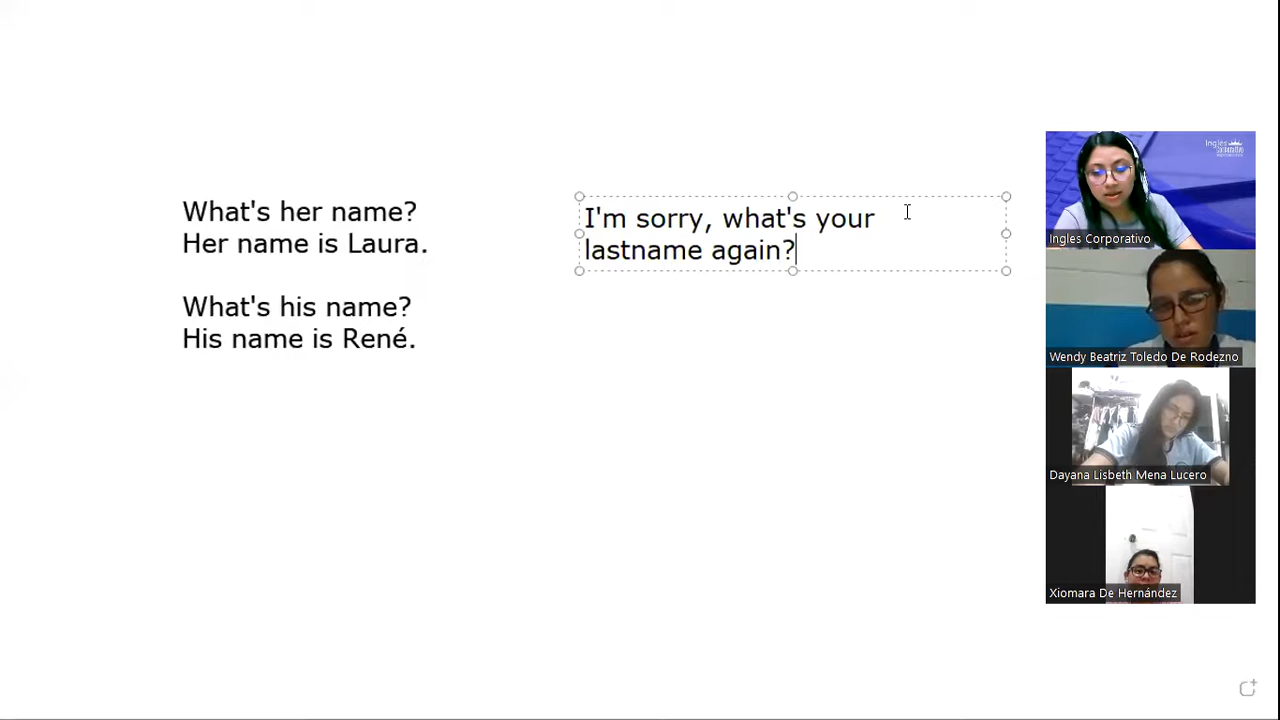 What's her name?
Her name is Laura.
What's his name?
His name is René.
I'm sorry, what's your
lastname again?
Ingles
Ingles Corporativo
Wendy Beatriz Toledo De Rodezno
Dayana Lisbeth Mena Lucero
Xiomara De Hernández